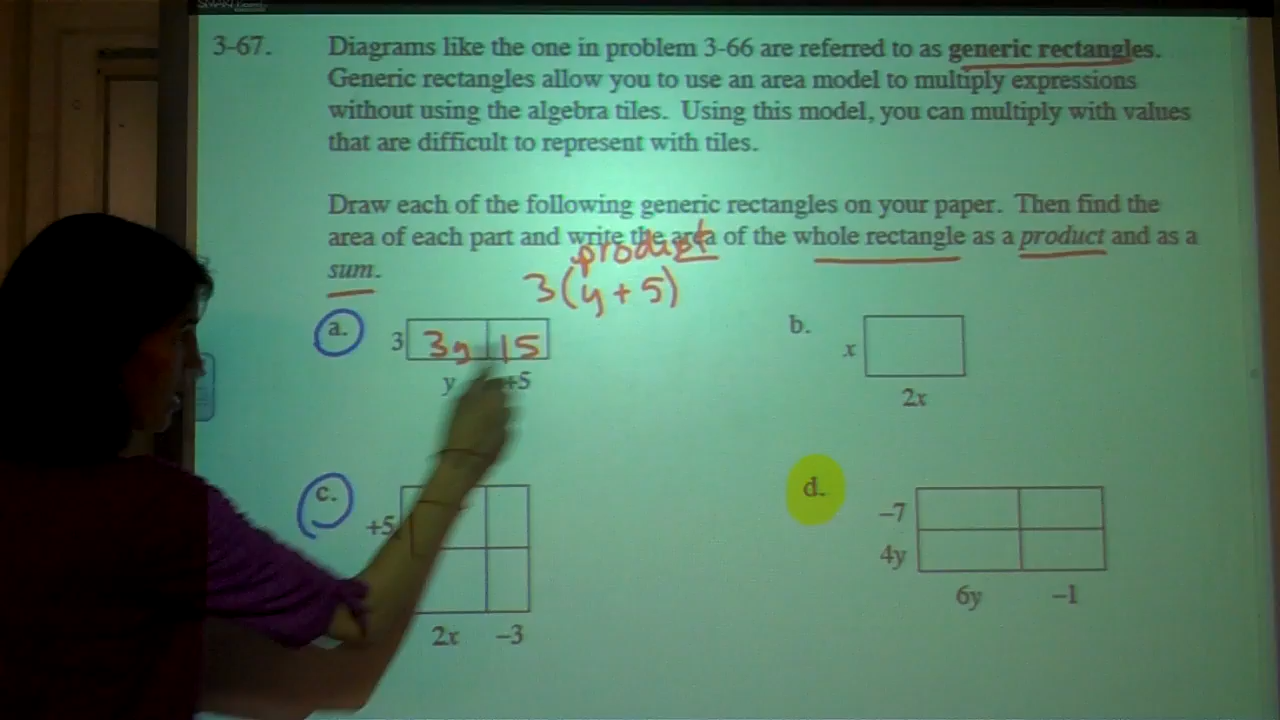 3-67. Diagrams like the one in problem 3-66 are referred to as generic rectangles.
Generic rectangles allow you to use an area model to multiply expressions
without using the algebra tiles. Using this model, you can multiply with values
that are difficult to represent with tiles.
Draw each of the following generic rectangles on your paper. Then find the
area of each part and write the area of the whole rectangle as a product and as a
sum.
product
3(y + 5)
a. 3 3y 15
y +5
b. x
2x
c. +5
2x –3
d. –7
4y
6y –1